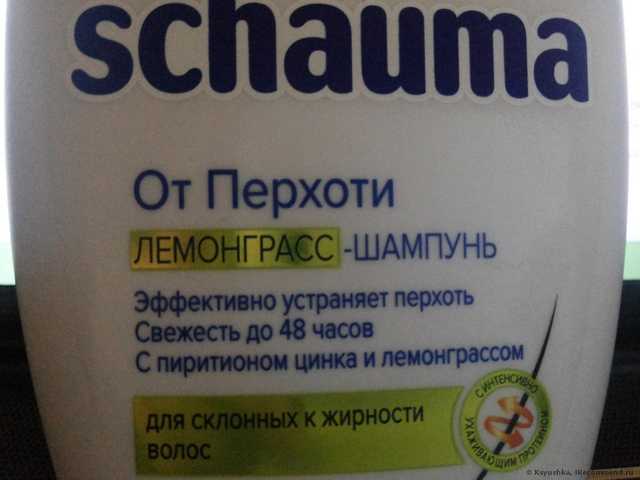 schauma
От Перхоти
ЛЕМОНГРАСС-ШАМПУНЬ
Эффективно устраняет перхоть
Свежесть до 48 часов
С пиритионом цинка и лемонграссом
для склонных к жирности
волос
С ИНТЕНСИВНО
УХАЖИВАЮЩИМ ПРОТЕИНОМ
© Ksyushka, IRecommend.ru